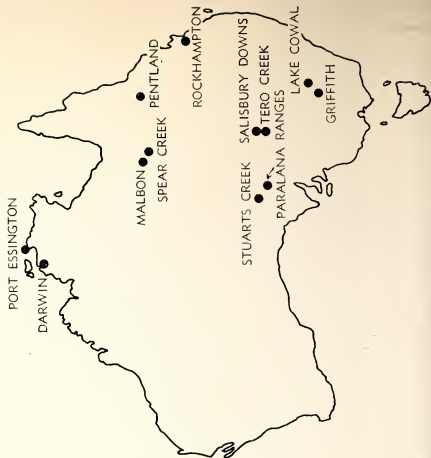 PORT ESSINGTON
DARWIN
MALBON
SPEAR CREEK
PENTLAND
ROCKHAMPTON
STUARTS CREEK
PARALANA RANGES
SALISBURY DOWNS
TERO CREEK
LAKE COWAL
GRIFFITH